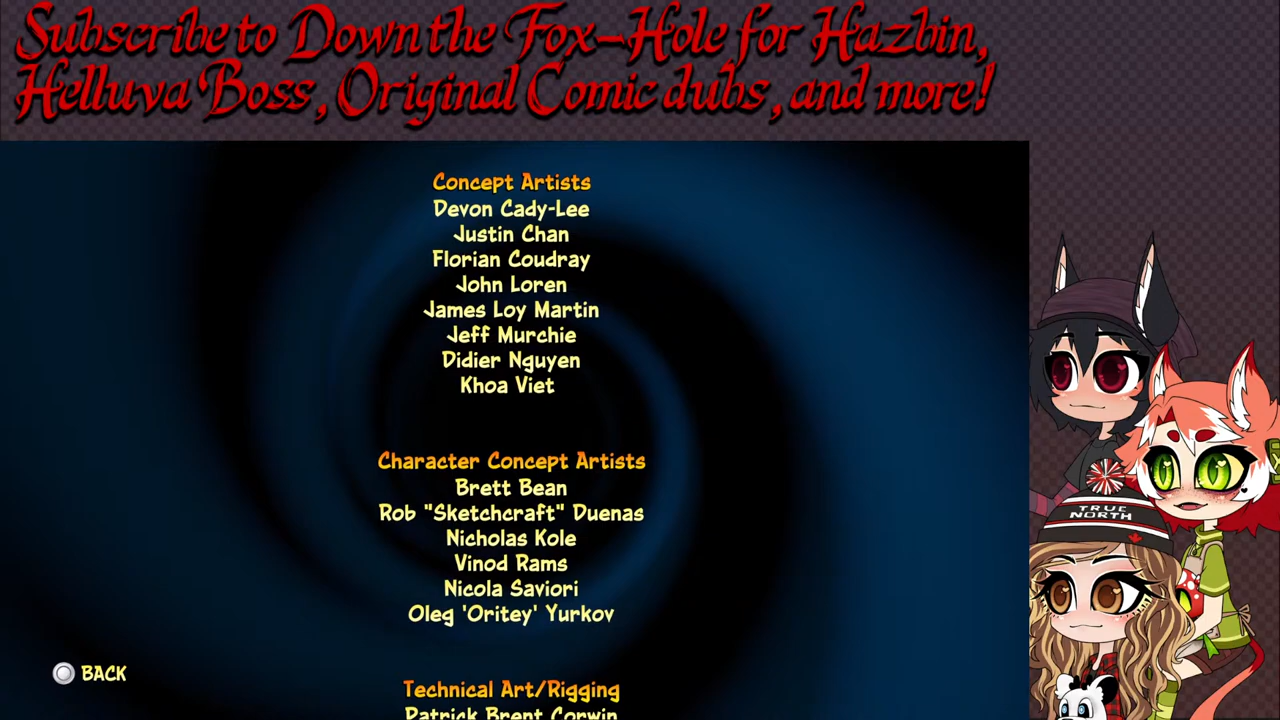 Subscribe to Down the Fox-Hole for Hazbin,
Helluva Boss, Original Comic dubs, and more!
Concept Artists
Devon Cady-Lee
Justin Chan
Florian Coudray
John Loren
James Loy Martin
Jeff Murchie
Didier Nguyen
Khoa Viet
Character Concept Artists
Brett Bean
Rob "Sketchcraft" Duenas
Nicholas Kole
Vinod Rams
Nicola Saviori
Oleg 'Oritey' Yurkov
Technical Art/Rigging
Patrick Brent Corwin
BACK
TRUE
NORTH